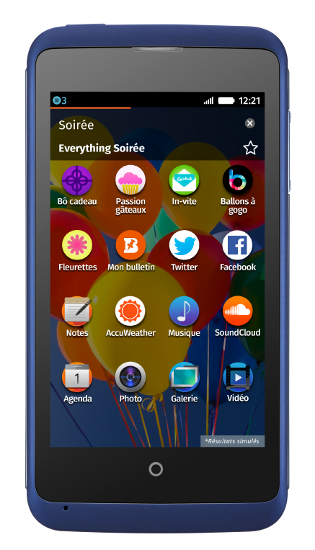 3 12:21
Soirée
Everything Soirée
Bô cadeau
Passion
gâteaux
In-vite
Ballons à
gogo
Fleurettes
Mon bulletin
Twitter
Facebook
Notes
AccuWeather
Musique
SoundCloud
1
Agenda
Photo
Galerie
Vidéo
*Résultats simulés